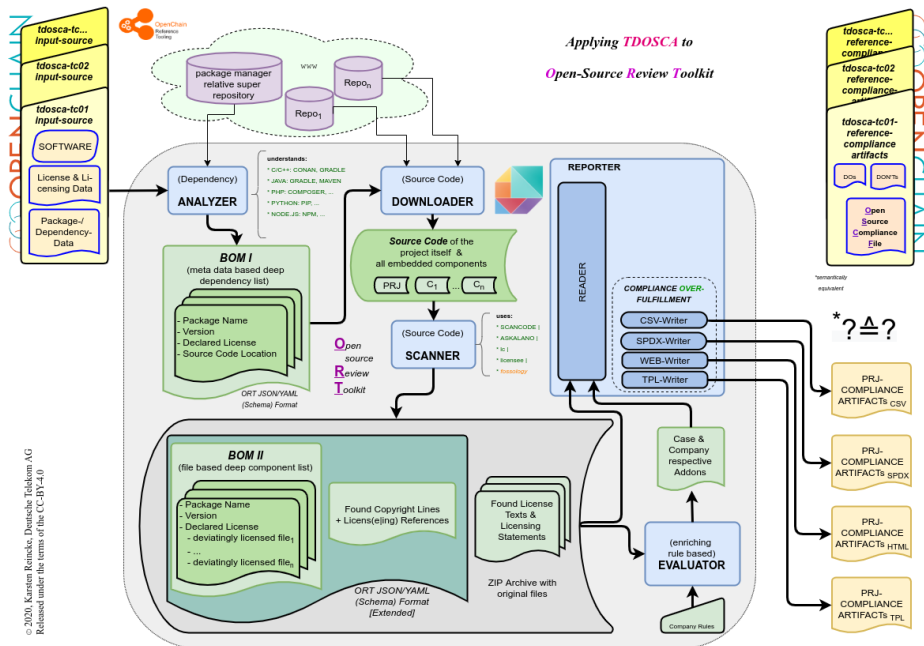 tdosca-tc...
input-source
tdosca-tc02
input-source
tdosca-tc01
input-source
SOFTWARE
License & Li-
censing Data
Package-/
Dependency-
Data
OpenChain
Reference
Tooling
package manager
relative super
repository
www
Repo1
Repon
Applying TDOSCA to
Open-Source Review Toolkit
tdosca-tc...
reference-
complian
tdosca-tc02
reference-
compliance-
tdosca-tc01-
reference-
compliance
artifacts
DOs
DON'Ts
Open
Source
Compliance
File
*semantically
equivalent
*?≙?
(Dependency)
ANALYZER
understands:
* C/C++: CONAN, GRADLE
* JAVA: GRADLE, MAVEN
* PHP: COMPOSER, ...
* PYTHON: PIP, ...
* NODE.JS: NPM, ...
(Source Code)
DOWNLOADER
BOM I
(meta data based deep
dependency list)
- Package Name
- Version
- Declared License
- Source Code Location
ORT JSON/YAML
(Schema) Format
Source Code of the
project itself &
all embedded components
PRJ
C1
...
Cn
Open
source
Review
Toolkit
(Source Code)
SCANNER
uses:
* SCANCODE |
* ASKALANO |
* lc |
* licensee |
* fossology
REPORTER
READER
COMPLIANCE OVER-
FULFILLMENT
CSV-Writer
SPDX-Writer
WEB-Writer
TPL-Writer
PRJ-
COMPLIANCE
ARTIFACTS CSV
PRJ-
COMPLIANCE
ARTIFACTS SPDX
PRJ-
COMPLIANCE
ARTIFACTS HTML
PRJ-
COMPLIANCE
ARTIFACTS TPL
BOM II
(file based deep component list)
- Package Name
- Version
- Declared License
- deviatingly licensed file1
- ...
- deviatingly licensed filen
Found Copyright Lines
+ Licens(e|ing) References
ORT JSON/YAML
(Schema) Format
[Extended]
Found License
Texts &
Licensing
Statements
ZIP Archive with
original files
Case &
Company
respective
Addons
(enriching
rule based)
EVALUATOR
Company Rules
© 2020, Karsten Reincke, Deutsche Telekom AG
Released under the terms of the CC-BY-4.0